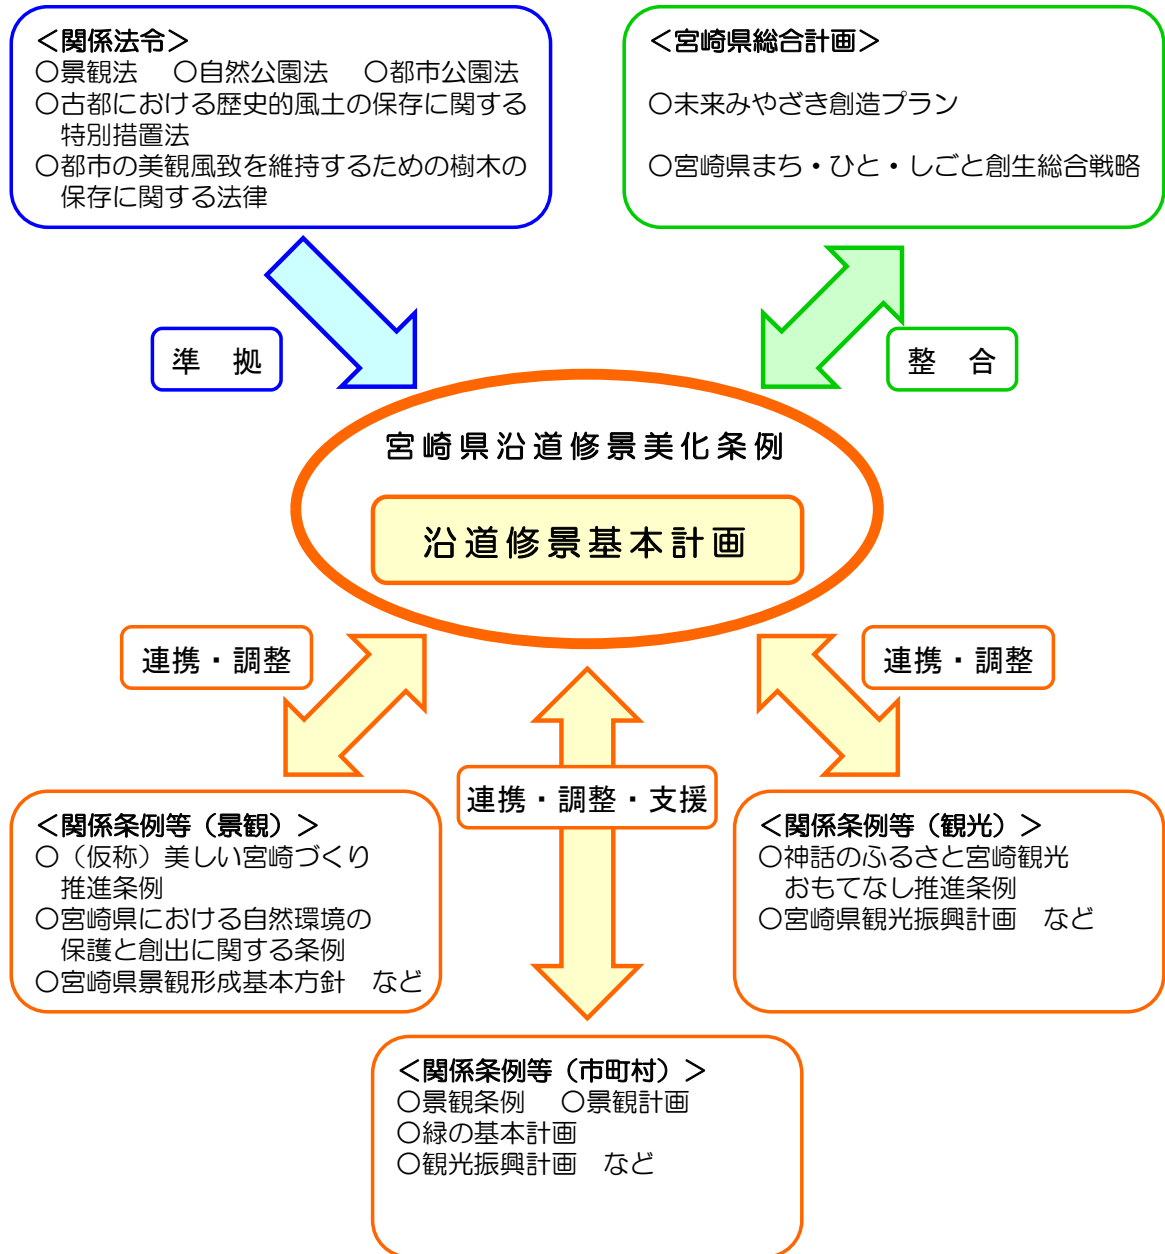 ＜関係法令＞
○景観法　○自然公園法　○都市公園法
○古都における歴史的風土の保存に関する
特別措置法
○都市の美観風致を維持するための樹木の
保存に関する法律
＜宮崎県総合計画＞
○未来みやざき創造プラン
○宮崎県まち・ひと・しごと創生総合戦略
準　拠
整　合
宮崎県沿道修景美化条例
沿道修景基本計画
連携・調整
連携・調整
連携・調整・支援
＜関係条例等（景観）＞
○（仮称）美しい宮崎づくり
推進条例
○宮崎県における自然環境の
保護と創出に関する条例
○宮崎県景観形成基本方針　など
＜関係条例等（観光）＞
○神話のふるさと宮崎観光
おもてなし推進条例
○宮崎県観光振興計画　など
＜関係条例等（市町村）＞
○景観条例　○景観計画
○緑の基本計画
○観光振興計画　など